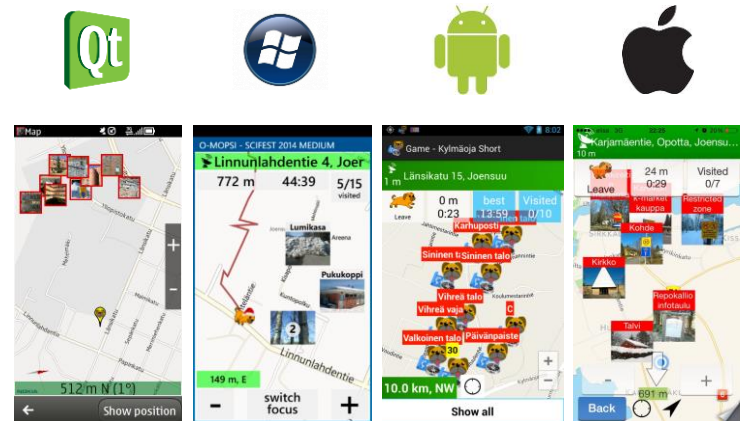 Qt
Map
512 m N (1°)
Show position
O-MOPSI - SCIFEST 2014 MEDIUM
Linnunlahdentie 4, Joer
772 m
44:39
5/15
visited
Lumikasa
Areena
Pukukoppi
2
Linnunlahdentie
149 m, E
-
switch
focus
+
8:02
Game - Kylmäoja Short
1 m
Länsikatu 15, Joensuu
Leave
0 m
0:23
best
13:59
Visited
0/10
Karhuposti
Sininen talo
Sininen talo
Vihreä talo
Vihreä vaja
C
Valkoinen talo
Päivänpaiste
30
10.0 km, NW
+
-
Show all
22:25
Karjamäentie, Opotta, Joensu...
10 m
Leave
24 m
0:29
Visited
0/7
k-market
kauppa
Restricted
zone
Kohde
Kirkko
Repokallio
infotaulu
Talvi
-
+
691 m
Back